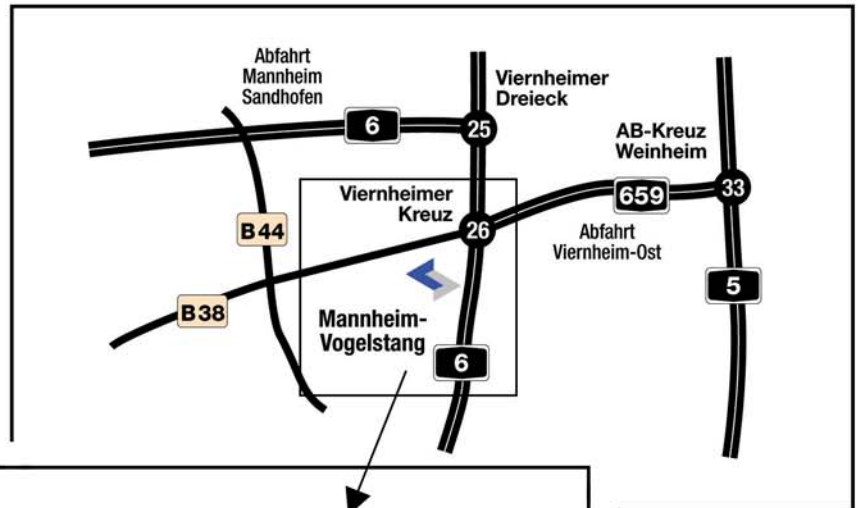 Abfahrt
Mannheim
Sandhofen
Viernheimer
Dreieck
6
25
AB-Kreuz
Weinheim
Viernheimer
Kreuz
659
33
26
B44
Abfahrt
Viernheim-Ost
5
B38
Mannheim-
Vogelstang
6